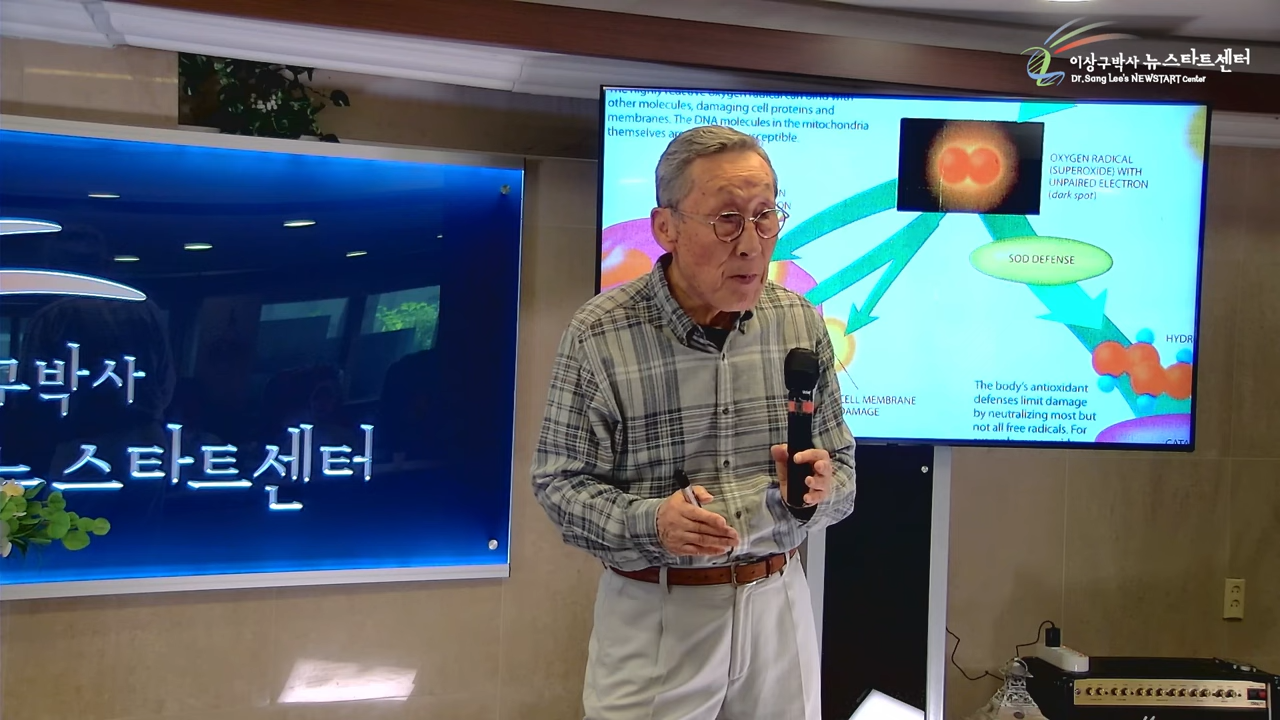 이상구박사 뉴스타트센터
Dr. Sang Lee's NEWSTART Center
other molecules, damaging cell proteins and
membranes. The DNA molecules in the mitochondria
themselves
OXYGEN RADICAL
(SUPEROXIDE) WITH
UNPAIRED ELECTRON
(dark spot)
SOD DEFENSE
HYDR
CELL MEMBRANE
DAMAGE
The body's antioxidant
defenses limit damage
by neutralizing most but
not all free radicals. For
구박사
뉴스타트센터